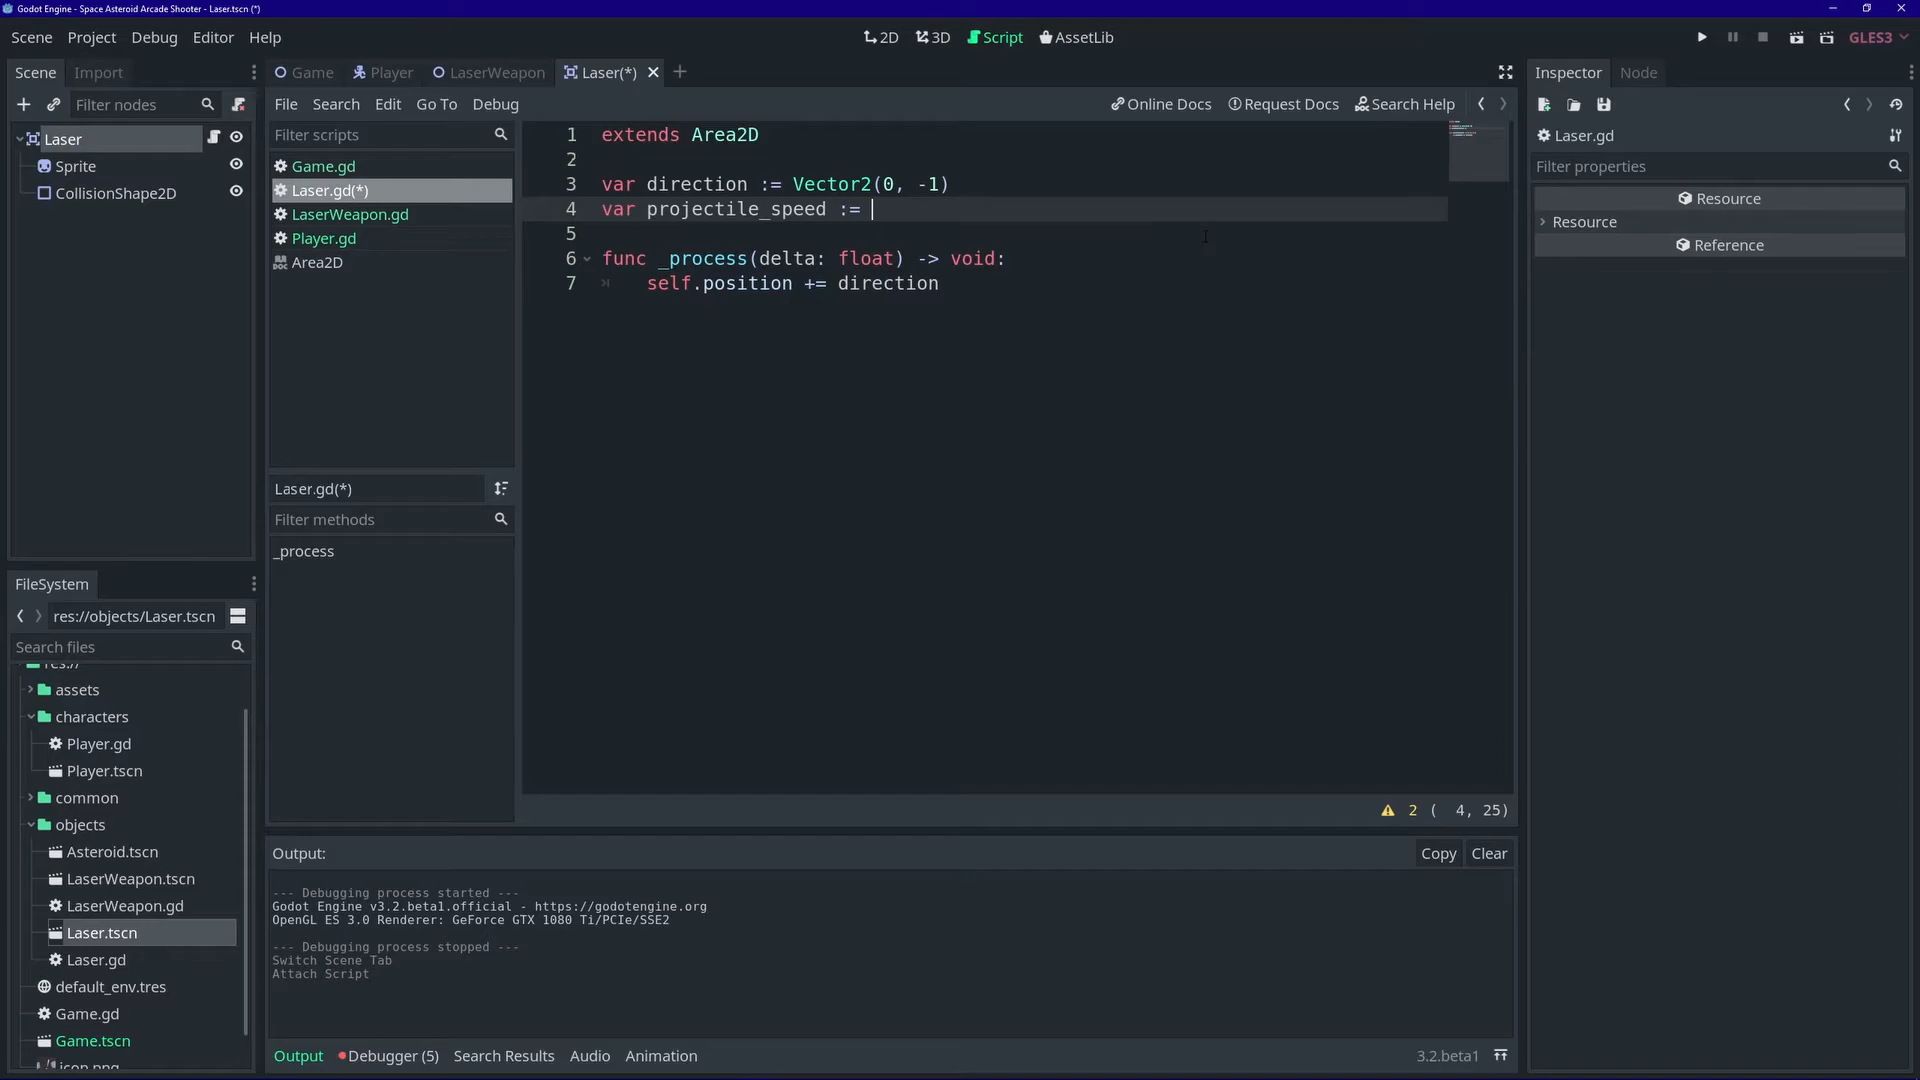 Godot Engine - Space Asteroid Arcade Shooter - Laser.tscn (*)
Scene Project Debug Editor Help
2D 3D Script AssetLib
GLES3
Scene Import
Filter nodes
Laser
Sprite
CollisionShape2D
Game Player LaserWeapon Laser(*)
File Search Edit Go To Debug
Online Docs Request Docs Search Help
Filter scripts
Game.gd
Laser.gd(*)
LaserWeapon.gd
Player.gd
Area2D
Laser.gd(*)
Filter methods
_process
1 extends Area2D
2
3 var direction := Vector2(0, -1)
4 var projectile_speed :=
5
6 func _process(delta: float) -> void:
7 self.position += direction
2 ( 4, 25)
Inspector Node
Laser.gd
Filter properties
Resource
Resource
Reference
FileSystem
res://objects/Laser.tscn
Search files
res://
assets
characters
Player.gd
Player.tscn
common
objects
Asteroid.tscn
LaserWeapon.tscn
LaserWeapon.gd
Laser.tscn
Laser.gd
default_env.tres
Game.gd
Game.tscn
icon.png
Output:
Copy Clear
--- Debugging process started ---
Godot Engine v3.2.beta1.official - https://godotengine.org
OpenGL ES 3.0 Renderer: GeForce GTX 1080 Ti/PCIe/SSE2
--- Debugging process stopped ---
Switch Scene Tab
Attach Script
Output Debugger (5) Search Results Audio Animation
3.2.beta1